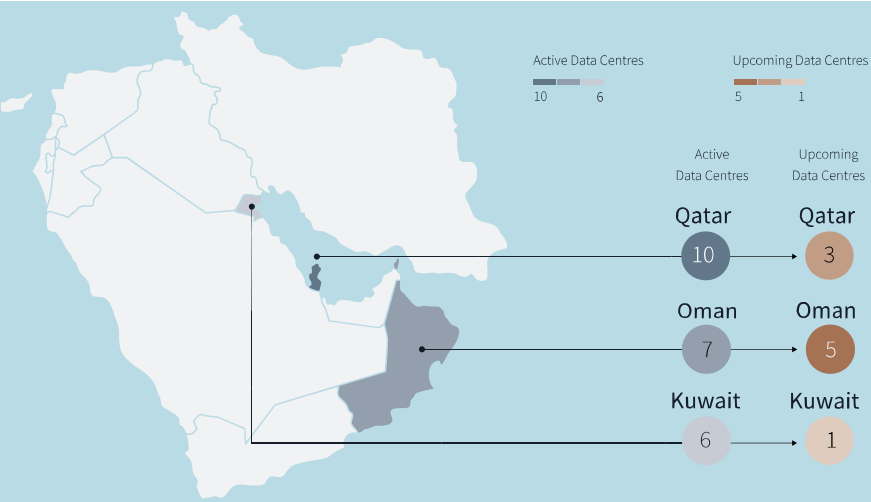 Active Data Centres
10
6
Upcoming Data Centres
5
1
Active
Data Centres
Upcoming
Data Centres
Qatar
10
Qatar
3
Oman
7
Oman
5
Kuwait
6
Kuwait
1